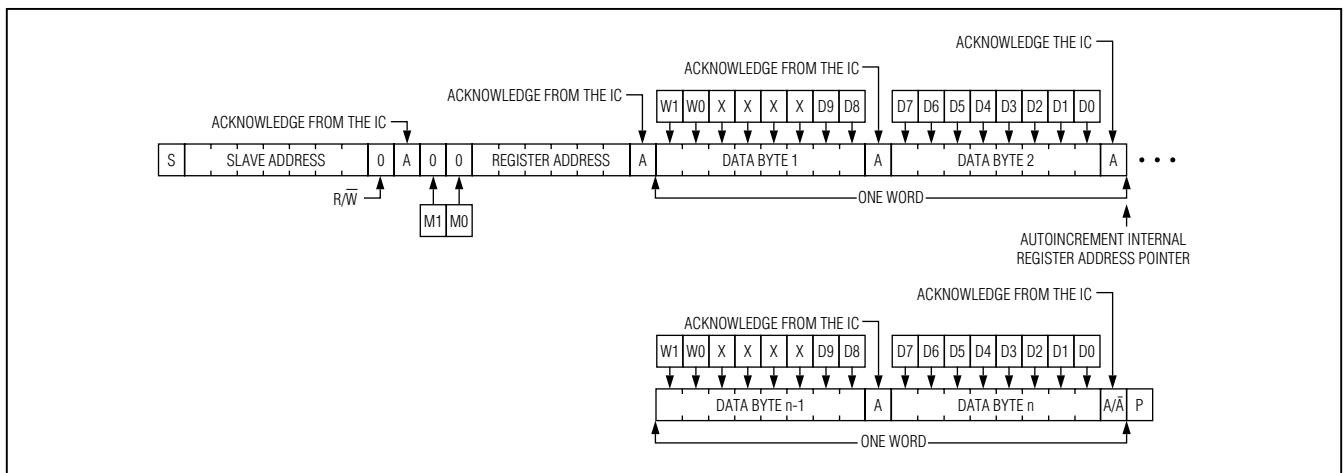 ACKNOWLEDGE THE IC
ACKNOWLEDGE FROM THE IC
ACKNOWLEDGE FROM THE IC
W1 W0 X X X X D9 D8 D7 D6 D5 D4 D3 D2 D1 D0
ACKNOWLEDGE FROM THE IC
S SLAVE ADDRESS 0 A 0 0 REGISTER ADDRESS A DATA BYTE 1 A DATA BYTE 2 A • • •
R/W̅
ONE WORD
M1 M0
AUTOINCREMENT INTERNAL
REGISTER ADDRESS POINTER
ACKNOWLEDGE FROM THE IC
ACKNOWLEDGE FROM THE IC
W1 W0 X X X X D9 D8 D7 D6 D5 D4 D3 D2 D1 D0
DATA BYTE n-1 A DATA BYTE n A/A̅ P
ONE WORD